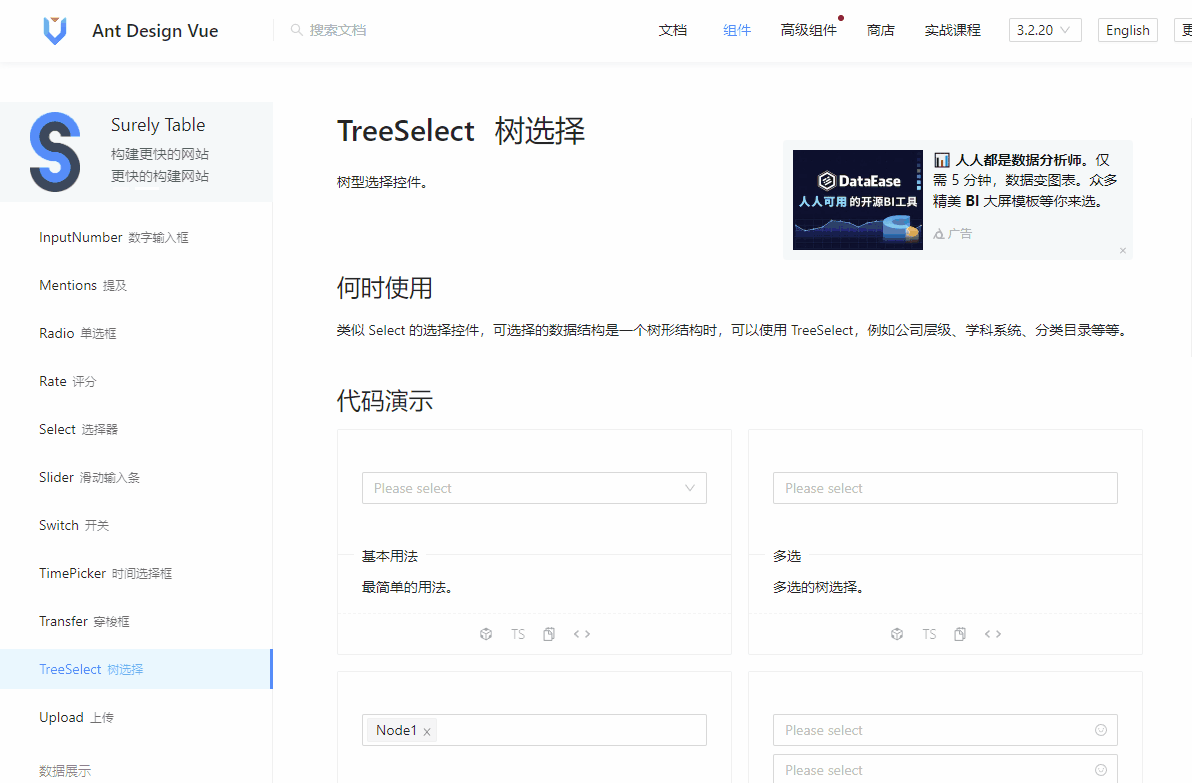 Ant Design Vue
搜索文档
文档
组件
高级组件
商店
实战课程
3.2.20
English
更
Surely Table
构建更快的网站
更快的构建网站
InputNumber 数字输入框
Mentions 提及
Radio 单选框
Rate 评分
Select 选择器
Slider 滑动输入条
Switch 开关
TimePicker 时间选择框
Transfer 穿梭框
TreeSelect 树选择
Upload 上传
数据展示
TreeSelect 树选择
树型选择控件。
DataEase
人人可用的开源BI工具
人人都是数据分析师。仅
需 5 分钟，数据变图表。众多
精美 BI 大屏模板等你来选。
广告
何时使用
类似 Select 的选择控件，可选择的数据结构是一个树形结构时，可以使用 TreeSelect，例如公司层级、学科系统、分类目录等等。
代码演示
Please select
基本用法
最简单的用法。
TS
Please select
多选
多选的树选择。
TS
Node1 x
Please select
Please select